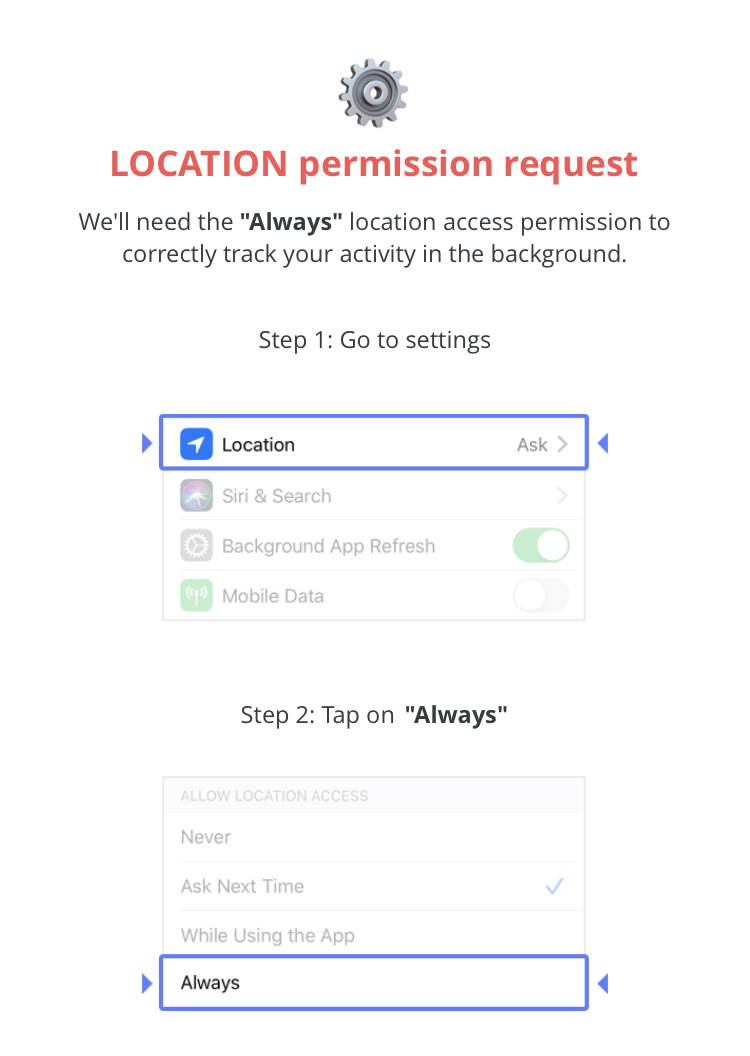 LOCATION permission request
We'll need the "Always" location access permission to
correctly track your activity in the background.
Step 1: Go to settings
Location Ask
Siri & Search
Background App Refresh
Mobile Data
Step 2: Tap on "Always"
ALLOW LOCATION ACCESS
Never
Ask Next Time
While Using the App
Always